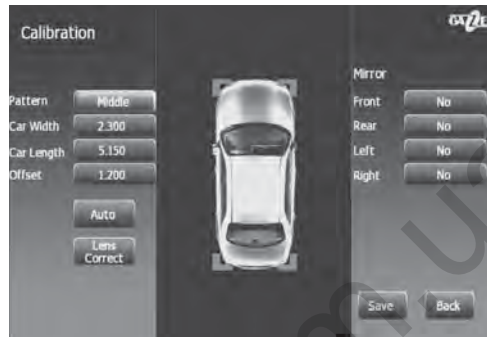 Calibration
GAZZE
Mirror
Pattern Middle
Car Width 2.300
Car Length 5.150
Offset 1.200
Auto
Lens
Correct
Front No
Rear No
Left No
Right No
Save Back